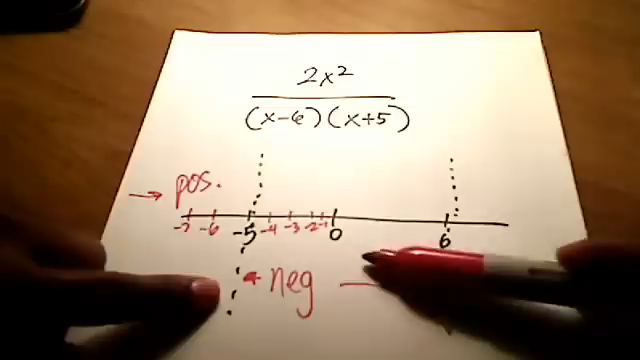 2x²
(x-6)(x+5)
→ pos.
-7 -6 -5 -4 -3 -2 -1 0 6
neg